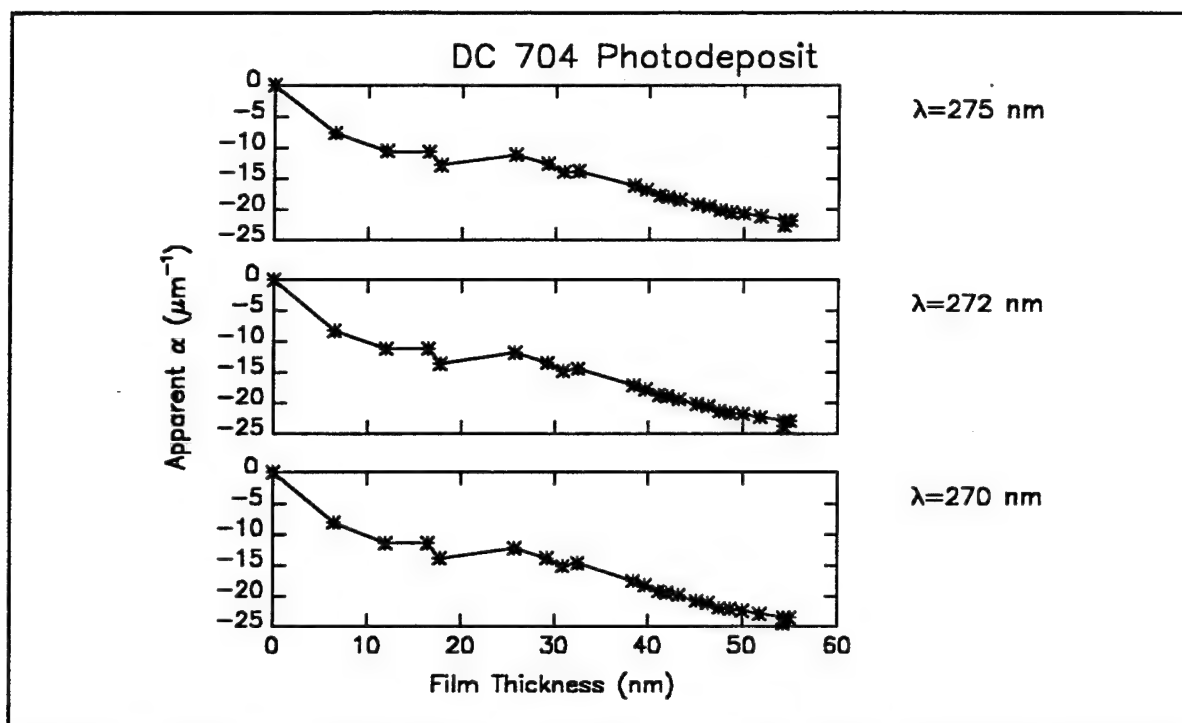 DC 704 Photodeposit
0
-5
-10
-15
-20
-25
λ=275 nm
0
-5
-10
-15
-20
-25
λ=272 nm
Apparent α (μm⁻¹)
0
-5
-10
-15
-20
-25
λ=270 nm
0 10 20 30 40 50 60
Film Thickness (nm)